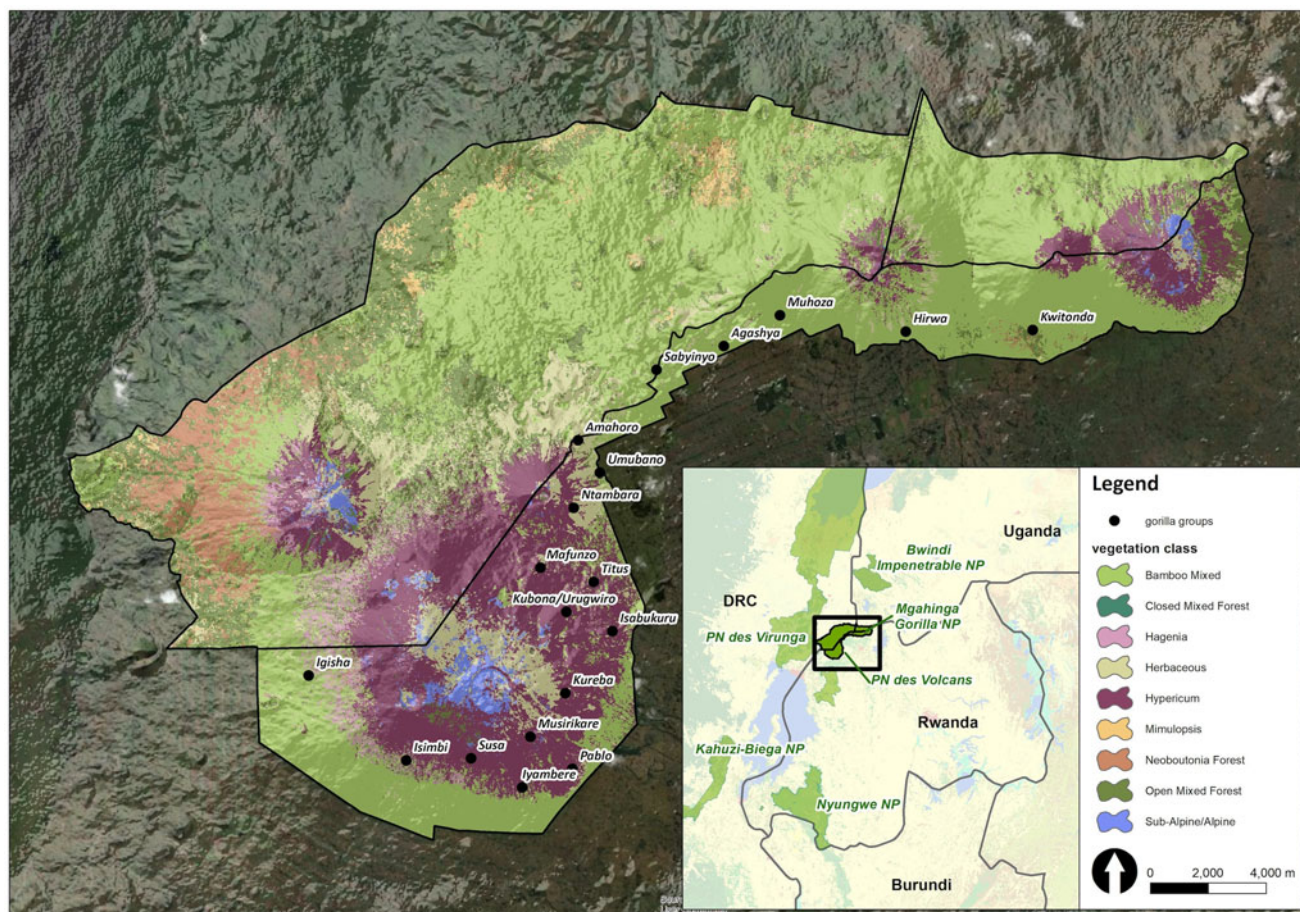 Muhoza
Hirwa
Kwitonda
Agashya
Sabyinyo
Amahoro
Umubano
Ntambara
Mafunzo
Titus
Kubona/Urugwiro
Isabukuru
Igisha
Kureba
Musirikare
Isimbi
Susa
Pablo
Iyambere
Uganda
Bwindi
Impenetrable NP
DRC
Mgahinga
Gorilla NP
PN des Virunga
PN des Volcans
Rwanda
Kahuzi-Biega NP
Nyungwe NP
Burundi
Legend
gorilla groups
vegetation class
Bamboo Mixed
Closed Mixed Forest
Hagenia
Herbaceous
Hypericum
Mimulopsis
Neoboutonia Forest
Open Mixed Forest
Sub-Alpine/Alpine
0 2,000 4,000 m